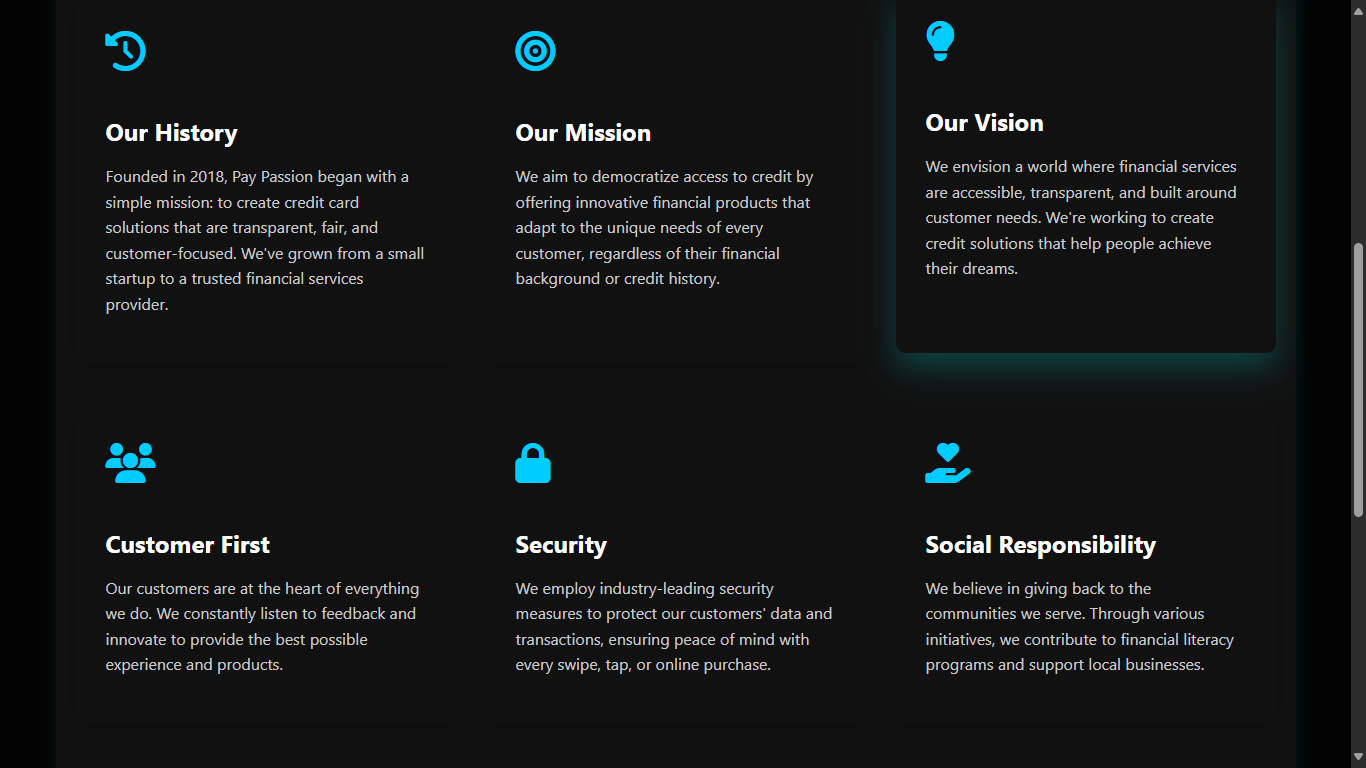 Our History
Founded in 2018, Pay Passion began with a
simple mission: to create credit card
solutions that are transparent, fair, and
customer-focused. We've grown from a small
startup to a trusted financial services
provider.
Our Mission
We aim to democratize access to credit by
offering innovative financial products that
adapt to the unique needs of every
customer, regardless of their financial
background or credit history.
Our Vision
We envision a world where financial services
are accessible, transparent, and built around
customer needs. We're working to create
credit solutions that help people achieve
their dreams.
Customer First
Our customers are at the heart of everything
we do. We constantly listen to feedback and
innovate to provide the best possible
experience and products.
Security
We employ industry-leading security
measures to protect our customers' data and
transactions, ensuring peace of mind with
every swipe, tap, or online purchase.
Social Responsibility
We believe in giving back to the
communities we serve. Through various
initiatives, we contribute to financial literacy
programs and support local businesses.